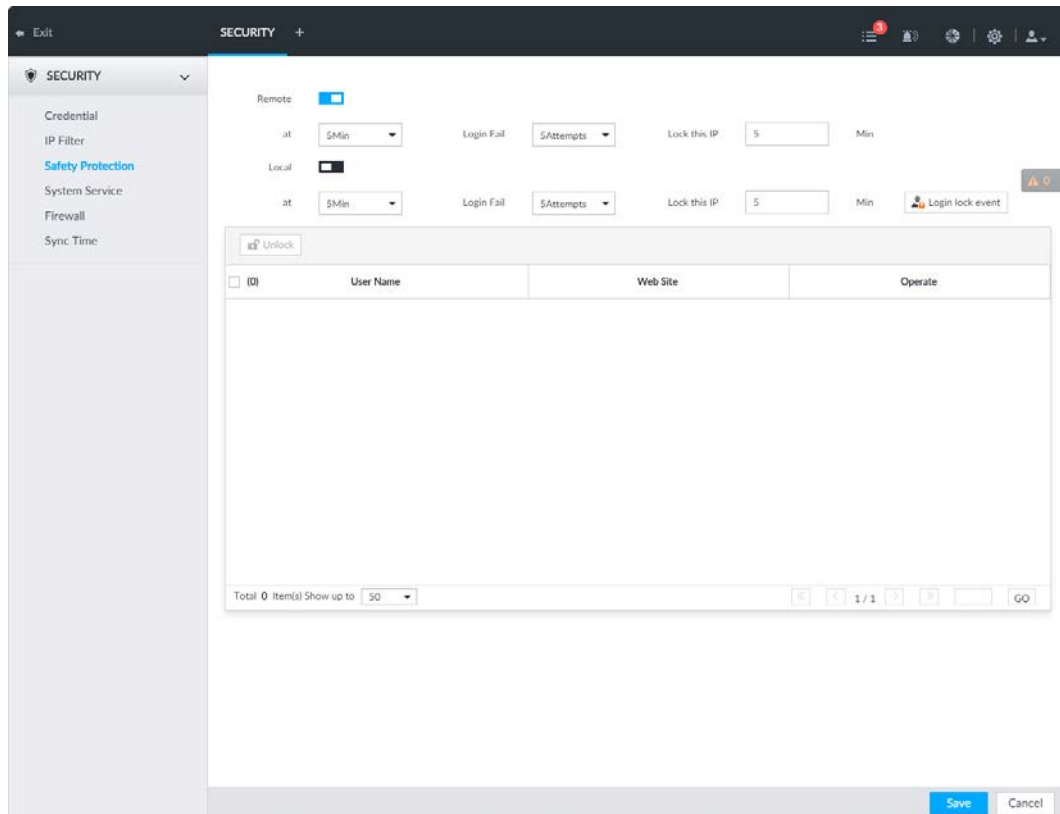 Exit
SECURITY +
3
SECURITY
Credential
IP Filter
Safety Protection
System Service
Firewall
Sync Time
Remote
at 5Min Login Fail 5Attempts Lock this IP 5 Min
Local
0
at 5Min Login Fail 5Attempts Lock this IP 5 Min Login lock event
Unlock
(0) User Name Web Site Operate
Total 0 Item(s) Show up to 50 1 / 1 GO
Save Cancel